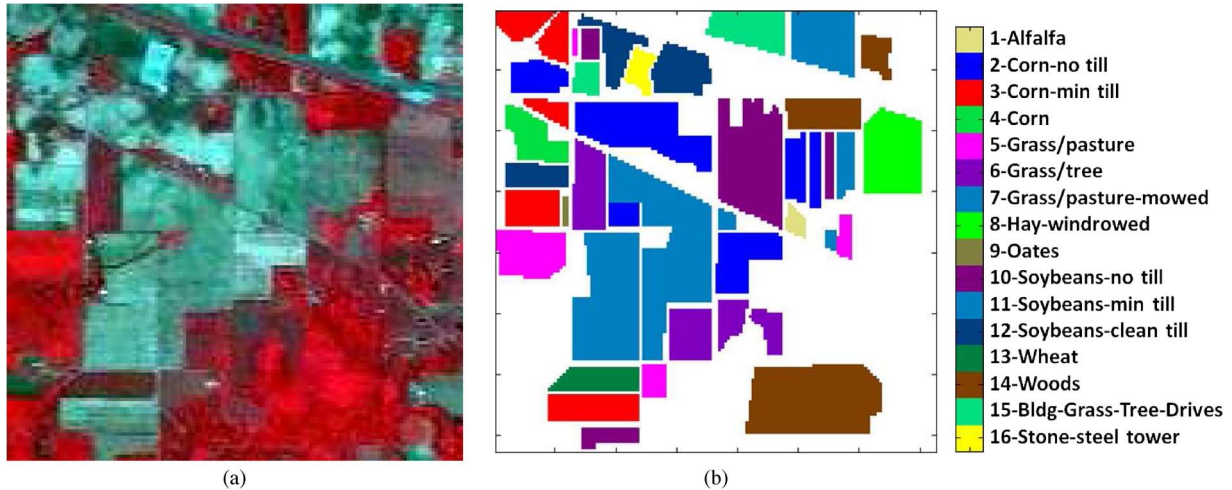 1-Alfalfa
2-Corn-no till
3-Corn-min till
4-Corn
5-Grass/pasture
6-Grass/tree
7-Grass/pasture-mowed
8-Hay-windrowed
9-Oates
10-Soybeans-no till
11-Soybeans-min till
12-Soybeans-clean till
13-Wheat
14-Woods
15-Bldg-Grass-Tree-Drives
16-Stone-steel tower
(a)
(b)